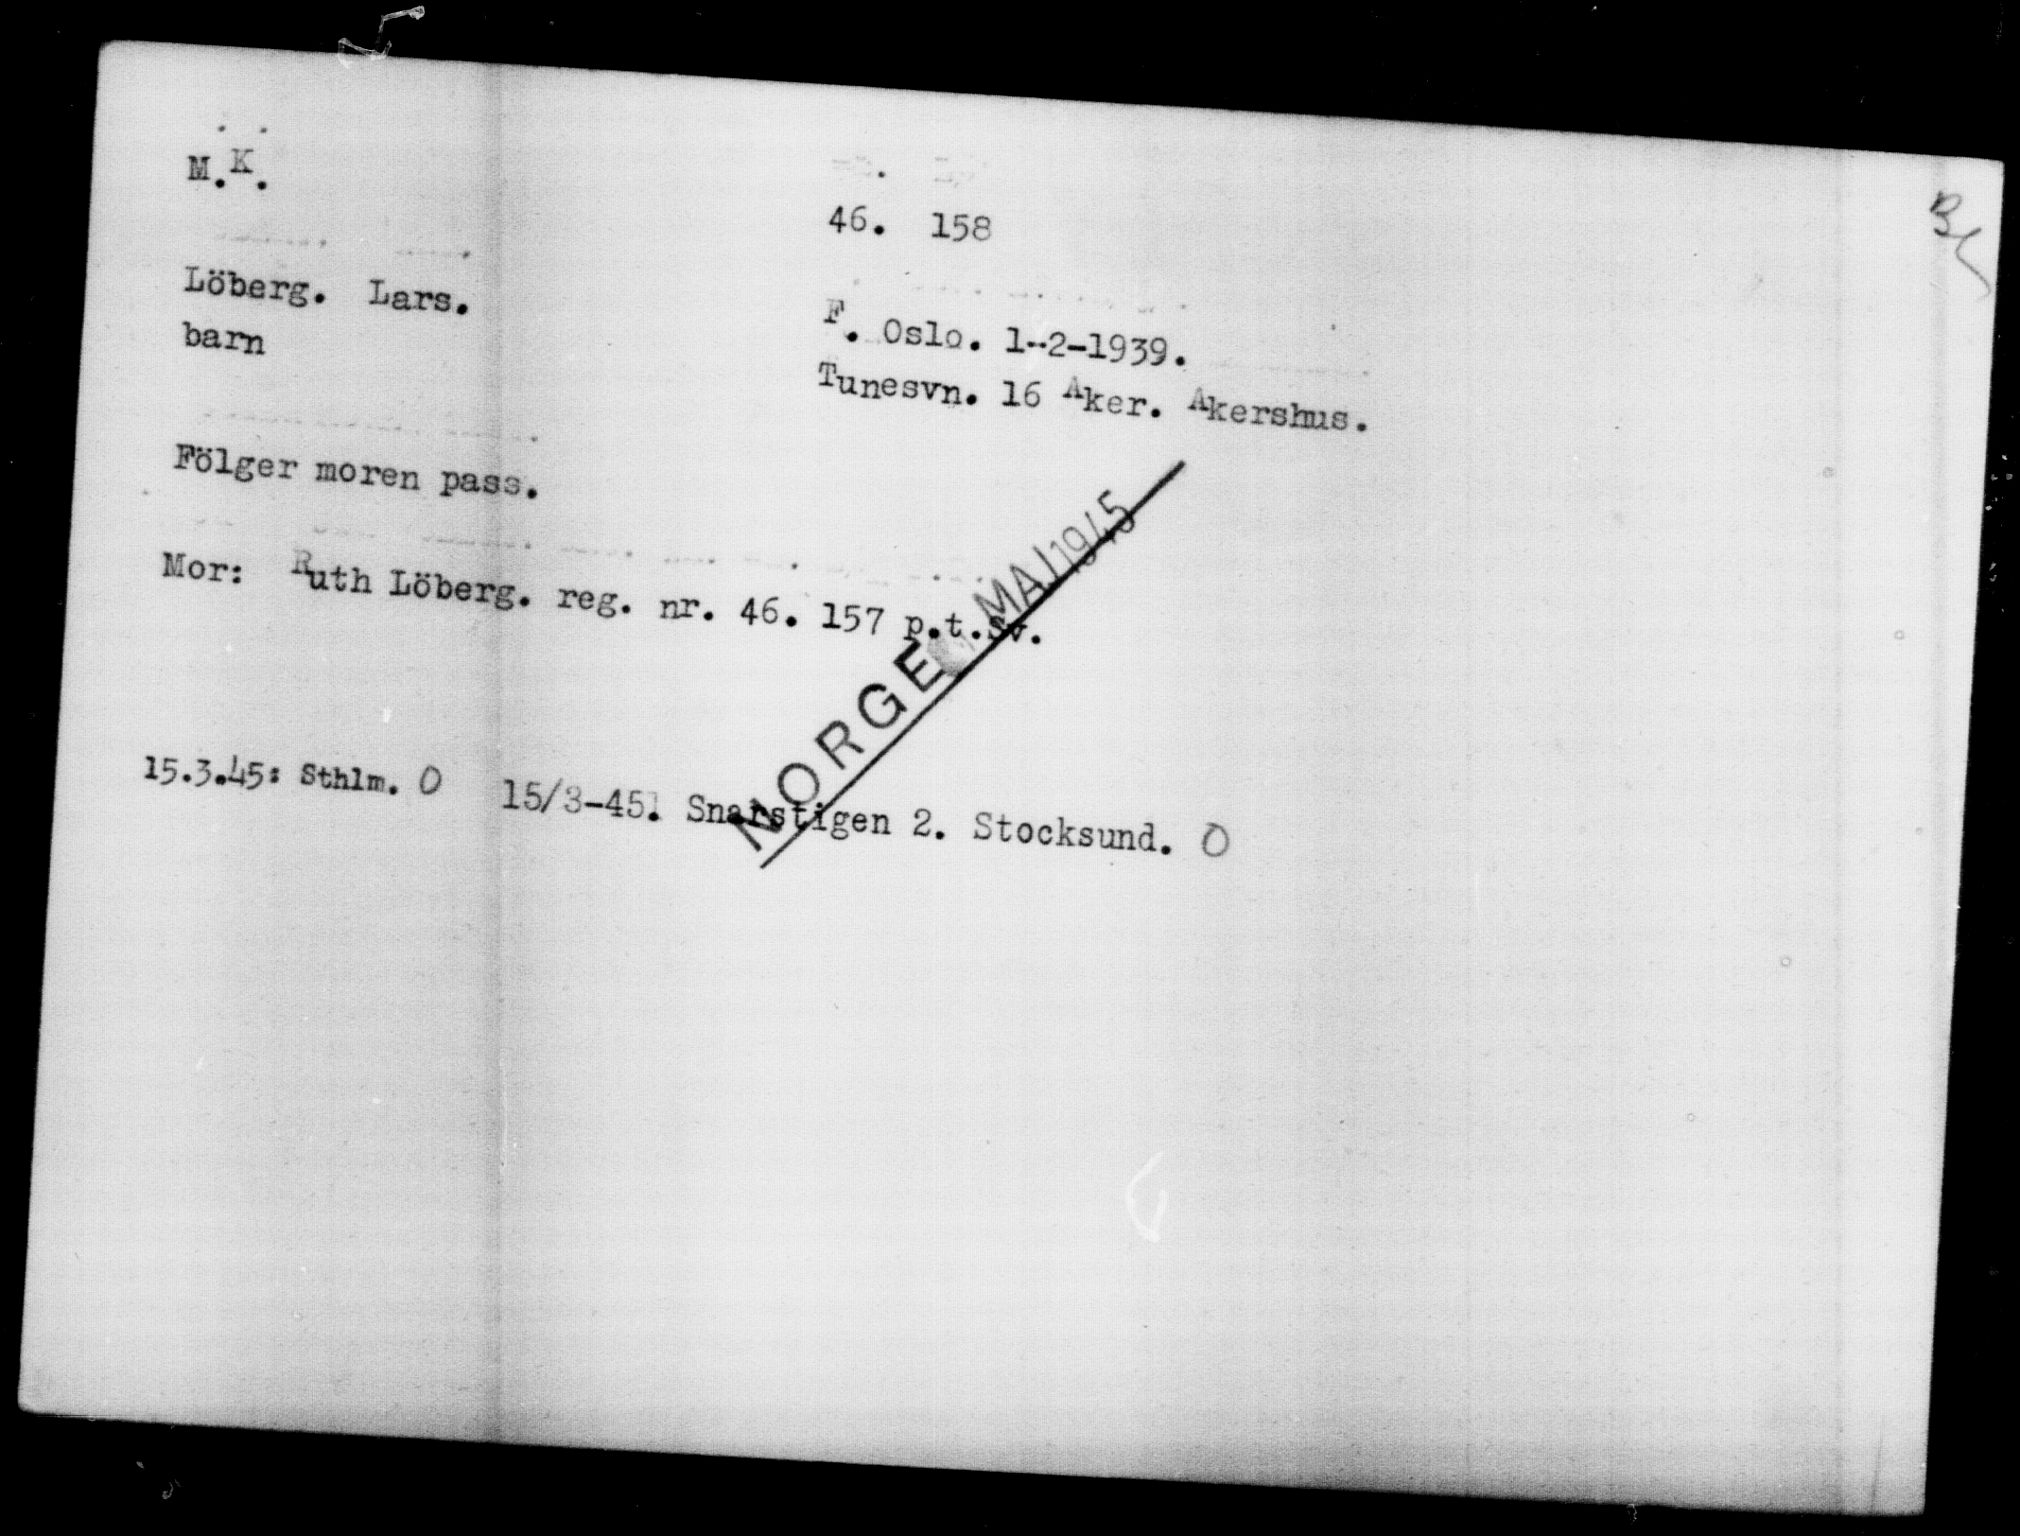 M.K.
46. 158
Löberg. Lars.
F. Oslo. 1-2-1939.
barn
Tunesvn. 16 Aker. Akershus.
Fölger moren pass.
Mor: Ruth Löberg. reg. nr. 46. 157 p.t.sv.
NORGE MAI 1945
15.3.45: Sthlm. O 15/3-45. Snarstigen 2. Stocksund. O